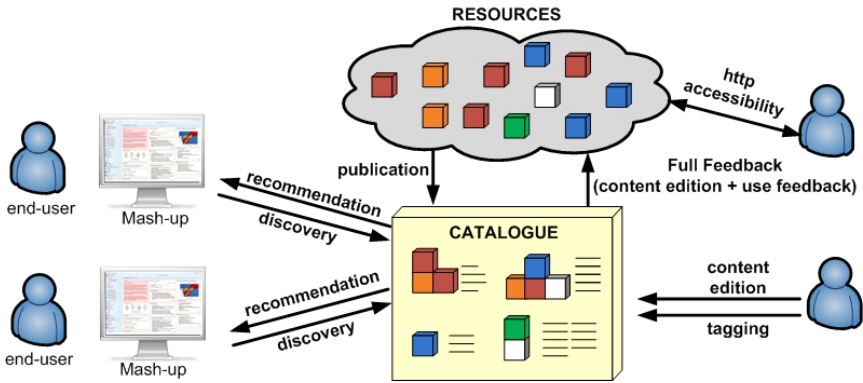 RESOURCES
http
accessibility
publication
Full Feedback
(content edition + use feedback)
end-user
Mash-up
recommendation
discovery
CATALOGUE
content
edition
tagging
recommendation
discovery
end-user
Mash-up